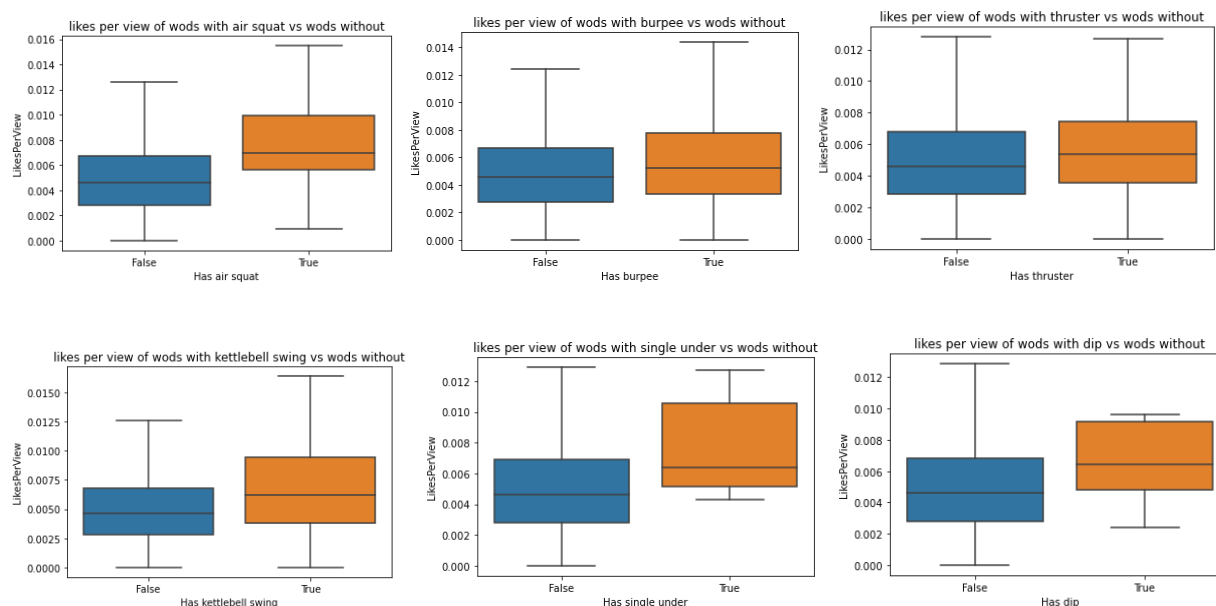 likes per view of wods with air squat vs wods without
0.016
0.014
0.012
0.010
0.008
0.006
0.004
0.002
0.000
LikesPerView
False
True
Has air squat
likes per view of wods with burpee vs wods without
0.014
0.012
0.010
0.008
0.006
0.004
0.002
0.000
LikesPerView
False
True
Has burpee
likes per view of wods with thruster vs wods without
0.012
0.010
0.008
0.006
0.004
0.002
0.000
LikesPerView
False
True
Has thruster
likes per view of wods with kettlebell swing vs wods without
0.0150
0.0125
0.0100
0.0075
0.0050
0.0025
0.0000
LikesPerView
False
True
Has kettlebell swing
likes per view of wods with single under vs wods without
0.012
0.010
0.008
0.006
0.004
0.002
0.000
LikesPerView
False
True
Has single under
likes per view of wods with dip vs wods without
0.012
0.010
0.008
0.006
0.004
0.002
0.000
LikesPerView
False
True
Has dip